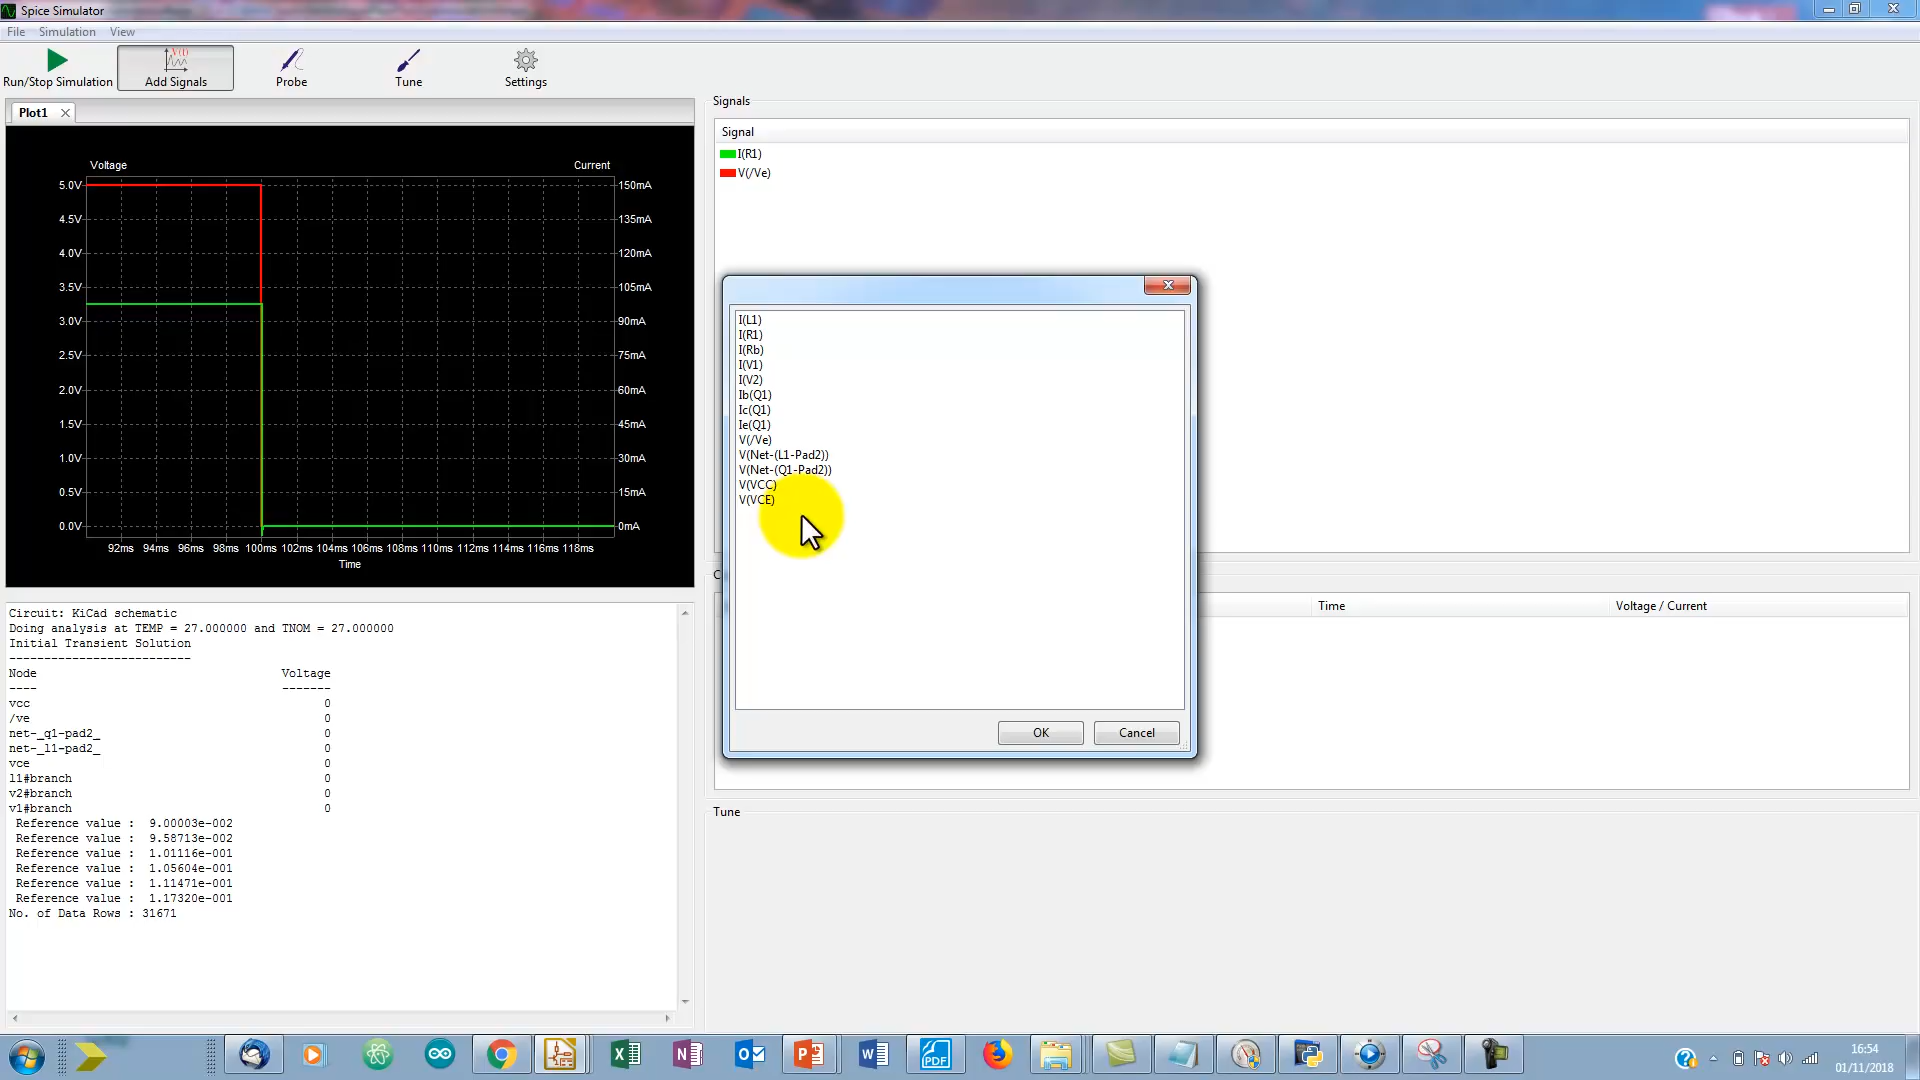 Spice Simulator
File Simulation View
Run/Stop Simulation
V(t)
Add Signals
Probe
Tune
Settings
Plot1
Voltage
Current
5.0V
4.5V
4.0V
3.5V
3.0V
2.5V
2.0V
1.5V
1.0V
0.5V
0.0V
150mA
135mA
120mA
105mA
90mA
75mA
60mA
45mA
30mA
15mA
0mA
92ms 94ms 96ms 98ms 100ms 102ms 104ms 106ms 108ms 110ms 112ms 114ms 116ms 118ms
Time
Signals
Signal
I(R1)
V(/Ve)
I(L1)
I(R1)
I(Rb)
I(V1)
I(V2)
Ib(Q1)
Ic(Q1)
Ie(Q1)
V(/Ve)
V(Net-(L1-Pad2))
V(Net-(Q1-Pad2))
V(VCC)
V(VCE)
OK
Cancel
C
Time
Voltage / Current
Tune
Circuit: KiCad schematic
Doing analysis at TEMP = 27.000000 and TNOM = 27.000000
Initial Transient Solution
--------------------------
Node Voltage
---- -------
vcc 0
/ve 0
net-_q1-pad2_ 0
net-_l1-pad2_ 0
vce 0
l1#branch 0
v2#branch 0
v1#branch 0
Reference value : 9.00003e-002
Reference value : 9.58713e-002
Reference value : 1.01116e-001
Reference value : 1.05604e-001
Reference value : 1.11471e-001
Reference value : 1.17320e-001
No. of Data Rows : 31671
PDF
16:54
01/11/2018